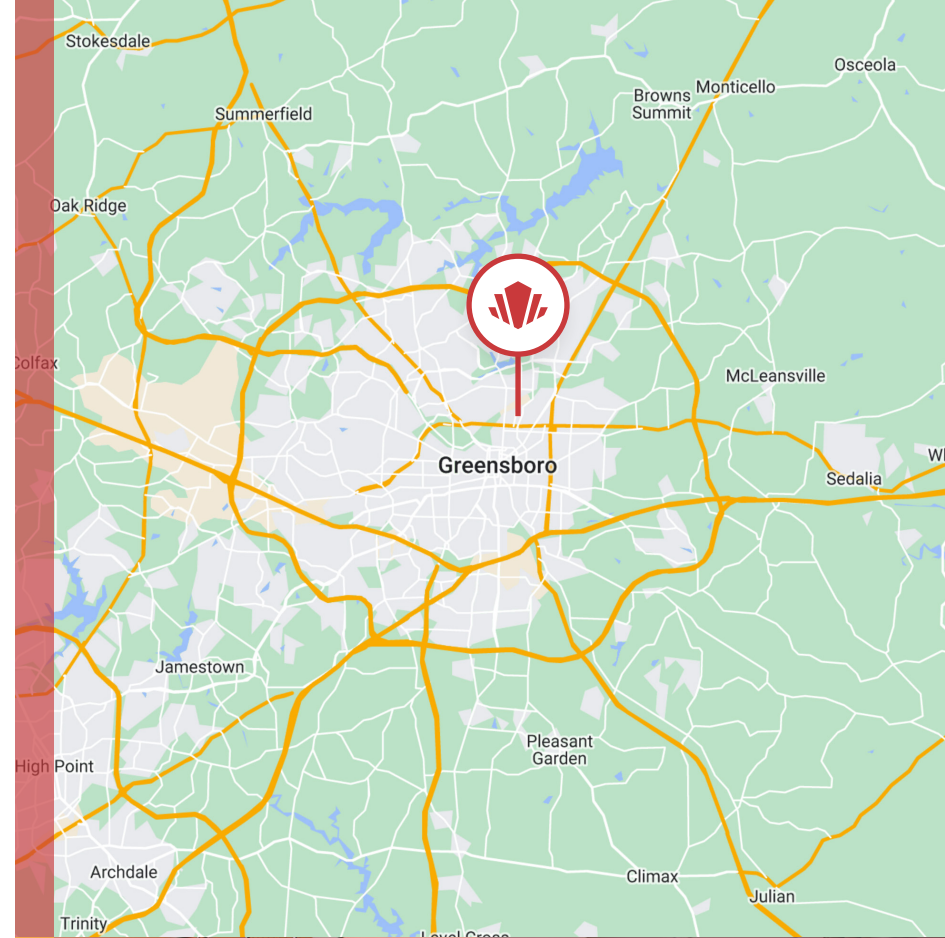 Stokesdale
Osceola
Monticello
Browns
Summit
Summerfield
Oak Ridge
Colfax
McLeansville
Greensboro
Sedalia
Jamestown
Pleasant
Garden
High Point
Archdale
Climax
Julian
Trinity